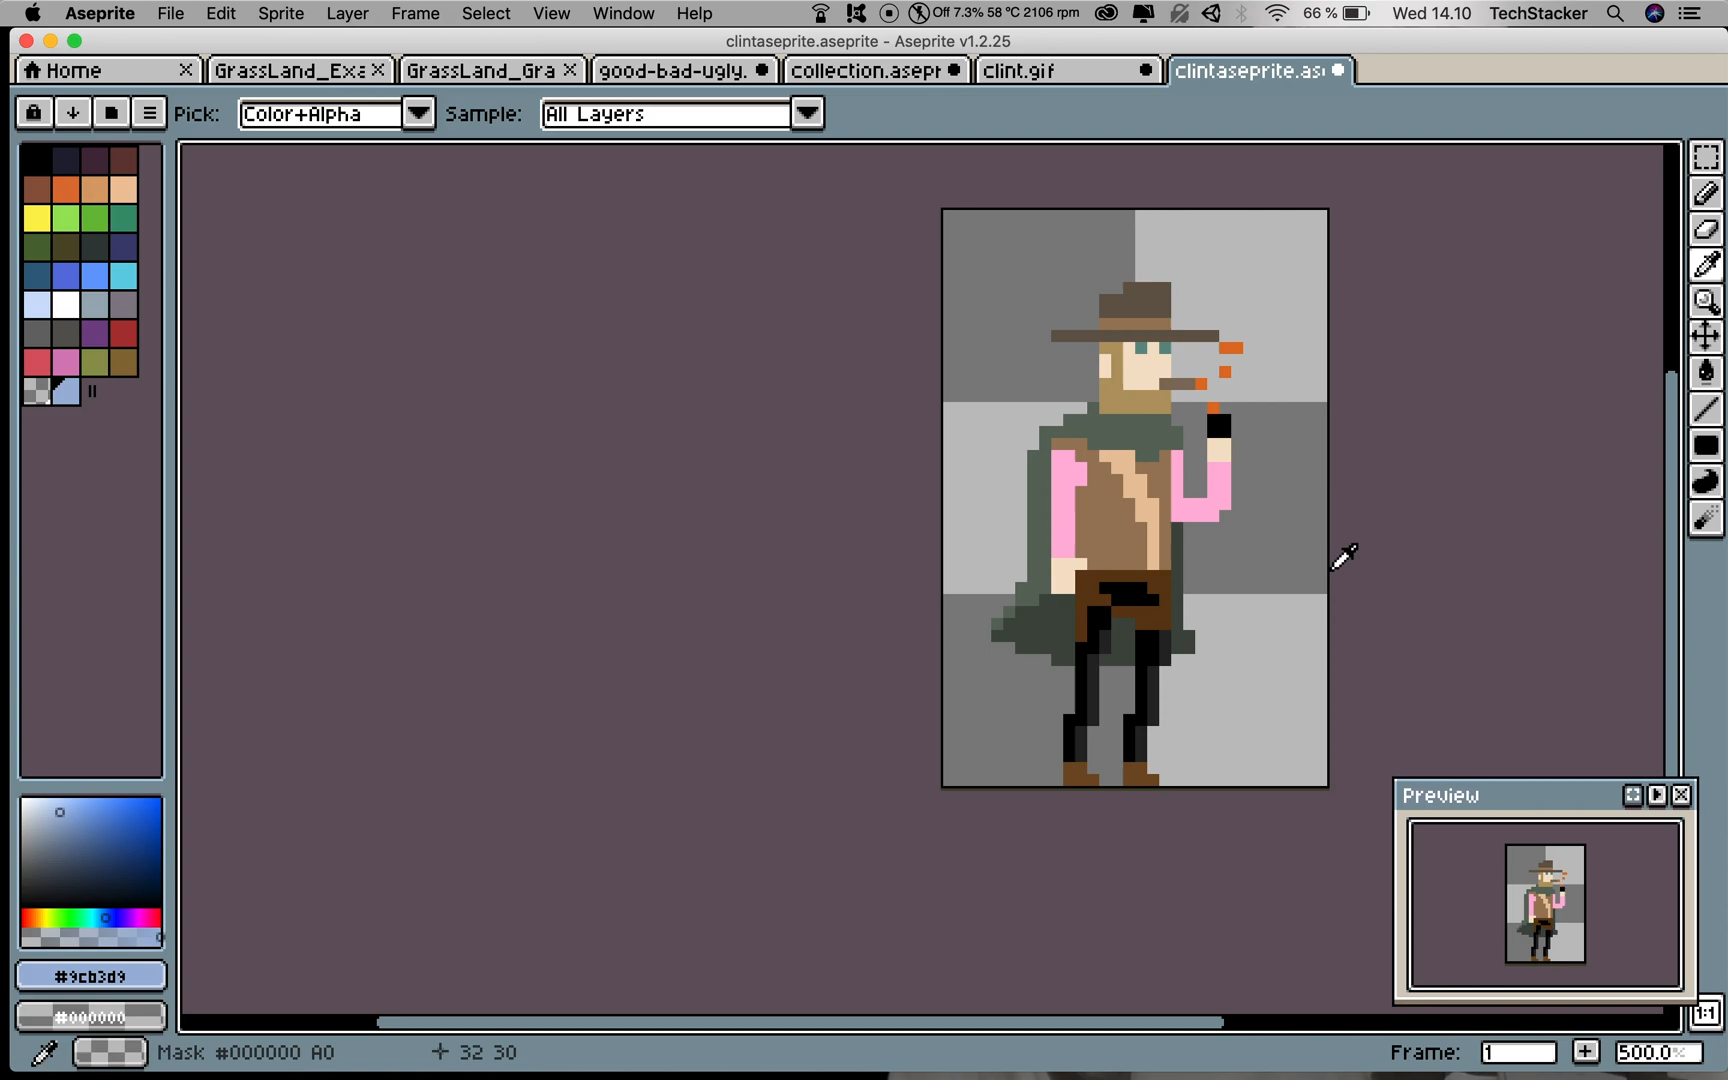 Aseprite File Edit Sprite Layer Frame Select View Window Help Off 7.3% 58 °C 2106 rpm 66 % Wed 14.10 TechStacker
clintaseprite.aseprite - Aseprite v1.2.25
Home GrassLand_Exa GrassLand_Gra good-bad-ugly. collection.asepr clint.gif clintaseprite.as
Pick: Color+Alpha Sample: All Layers
Preview
#9cb3d9
#000000
1:1
Mask #000000 A0 32 30 Frame: 1 500.0%